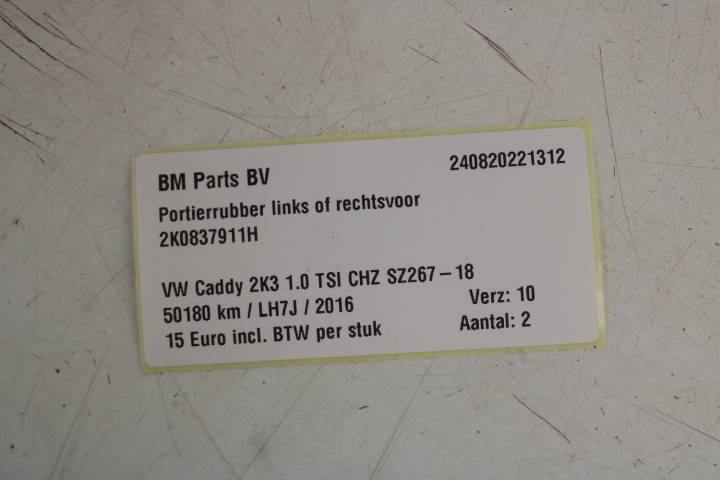 BM Parts BV 240820221312
Portierrubber links of rechtsvoor
2K0837911H
VW Caddy 2K3 1.0 TSI CHZ SZ267-18
50180 km / LH7J / 2016 Verz: 10
15 Euro incl. BTW per stuk Aantal: 2